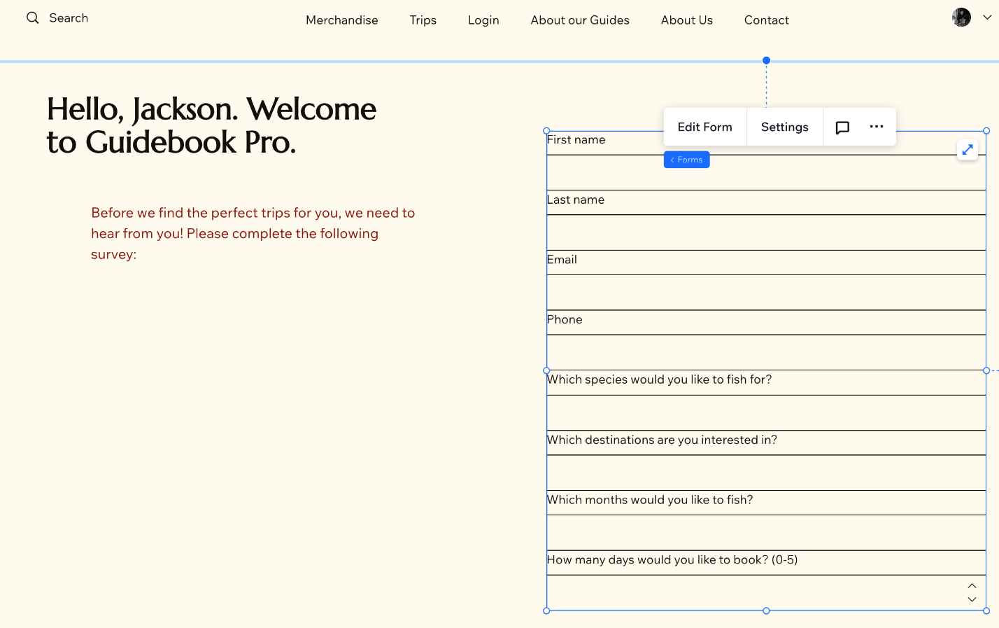 Search
Merchandise
Trips
Login
About our Guides
About Us
Contact
Hello, Jackson. Welcome
to Guidebook Pro.
Before we find the perfect trips for you, we need to
hear from you! Please complete the following
survey:
Edit Form
Settings
First name
Forms
Last name
Email
Phone
Which species would you like to fish for?
Which destinations are you interested in?
Which months would you like to fish?
How many days would you like to book? (0-5)